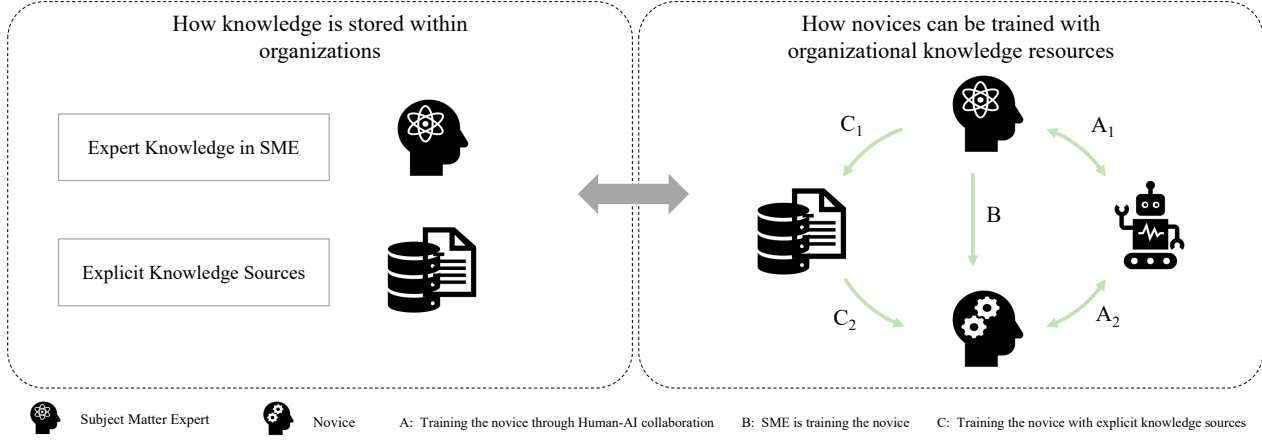 How knowledge is stored within
organizations
Expert Knowledge in SME
Explicit Knowledge Sources
How novices can be trained with
organizational knowledge resources
C₁
A₁
B
C₂
A₂
Subject Matter Expert
Novice
A: Training the novice through Human-AI collaboration
B: SME is training the novice
C: Training the novice with explicit knowledge sources